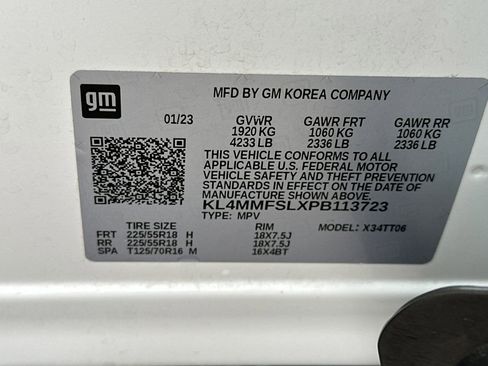 gm
MFD BY GM KOREA COMPANY
01/23 GVWR GAWR FRT GAWR RR
1920 KG 1060 KG 1060 KG
4233 LB 2336 LB 2336 LB
THIS VEHICLE CONFORMS TO ALL
APPLICABLE U.S. FEDERAL MOTOR
VEHICLE SAFETY AND THEFT PREVENTION
STANDARDS IN EFFECT ON THE DATE OF
MANUFACTURE SHOWN ABOVE.
KL4MMFSLXPB113723
TYPE: MPV
TIRE SIZE RIM MODEL: X34TT06
FRT 225/55R18 H 18X7.5J
RR 225/55R18 H 18X7.5J
SPA T125/70R16 M 16X4BT